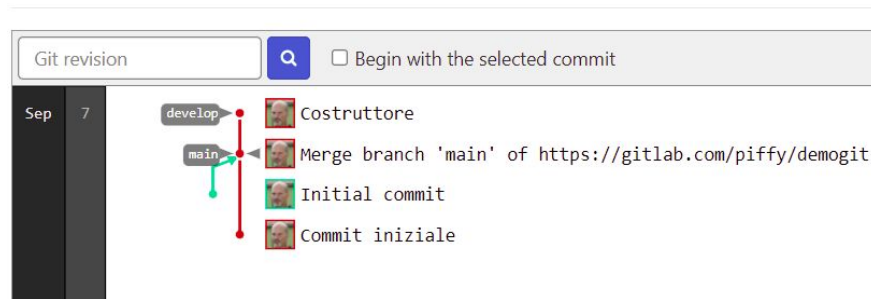 Git revision
Begin with the selected commit
Sep 7 develop Costruttore
main Merge branch 'main' of https://gitlab.com/piffy/demogit
Initial commit
Commit iniziale